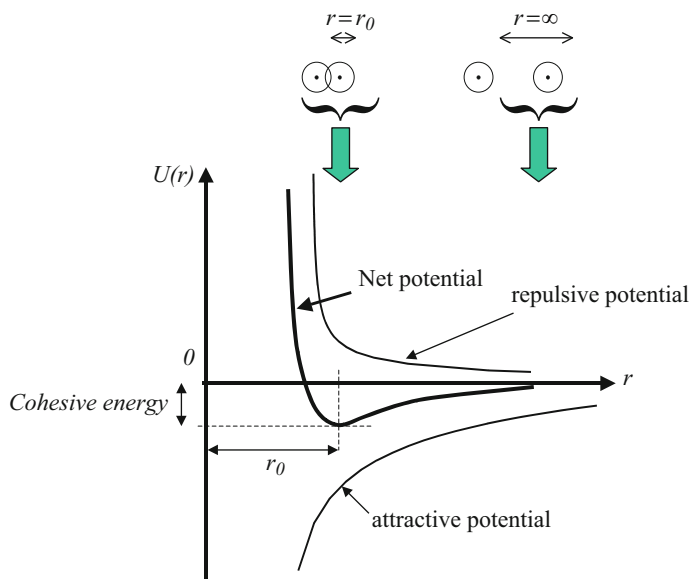 r = r0
r = ∞
U(r)
Net potential
repulsive potential
0
r
Cohesive energy
r0
attractive potential